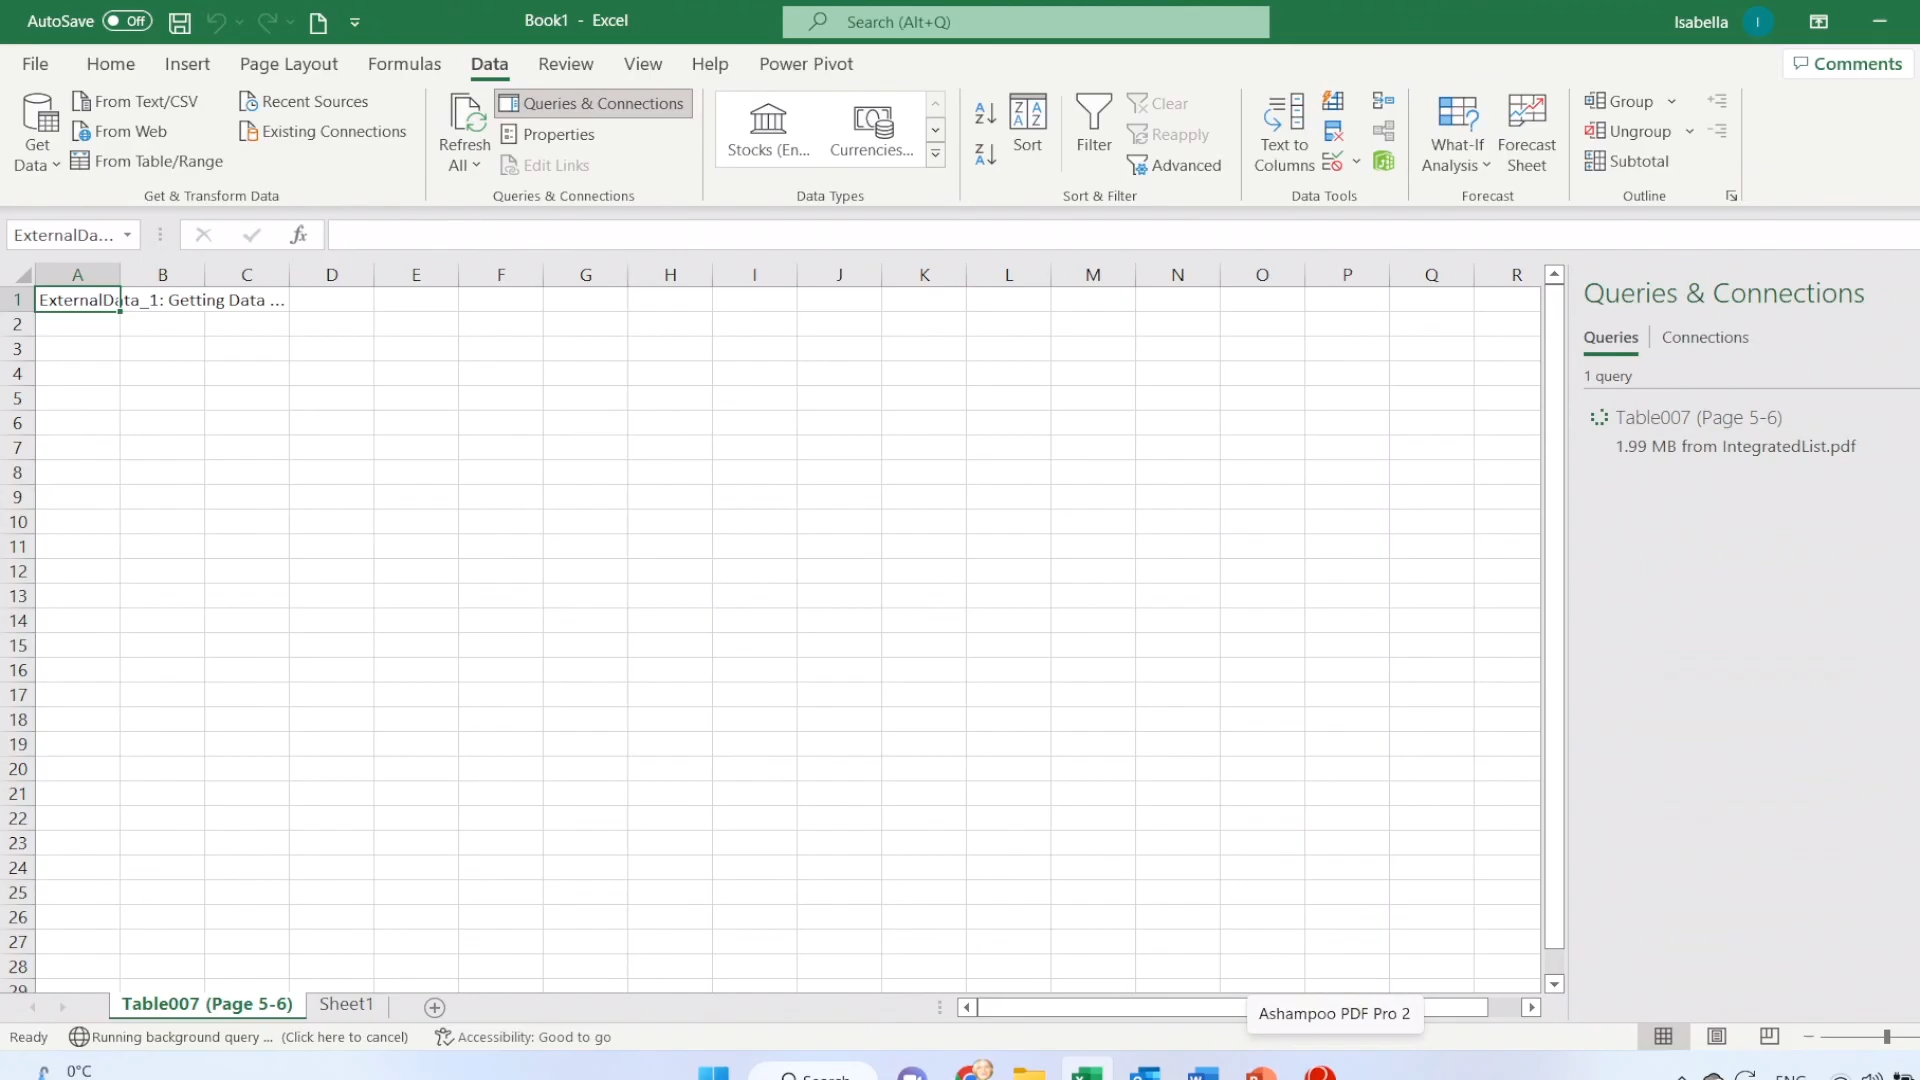 AutoSave Off
Book1 - Excel
Search (Alt+Q)
Isabella I
File Home Insert Page Layout Formulas Data Review View Help Power Pivot
Comments
Get Data
From Text/CSV
From Web
From Table/Range
Recent Sources
Existing Connections
Get & Transform Data
Refresh All
Queries & Connections
Properties
Edit Links
Queries & Connections
Stocks (En...
Currencies...
Data Types
Sort
Filter
Clear
Reapply
Advanced
Sort & Filter
Text to Columns
Data Tools
What-If Analysis
Forecast Sheet
Forecast
Group
Ungroup
Subtotal
Outline
ExternalDa...
fx
A B C D E F G H I J K L M N O P Q R
1 ExternalData_1: Getting Data ...
2
3
4
5
6
7
8
9
10
11
12
13
14
15
16
17
18
19
20
21
22
23
24
25
26
27
28
29
Queries & Connections
Queries
Connections
1 query
Table007 (Page 5-6)
1.99 MB from IntegratedList.pdf
Table007 (Page 5-6)
Sheet1
Ashampoo PDF Pro 2
Ready
Running background query ... (Click here to cancel)
Accessibility: Good to go
0°C
Search
ENG